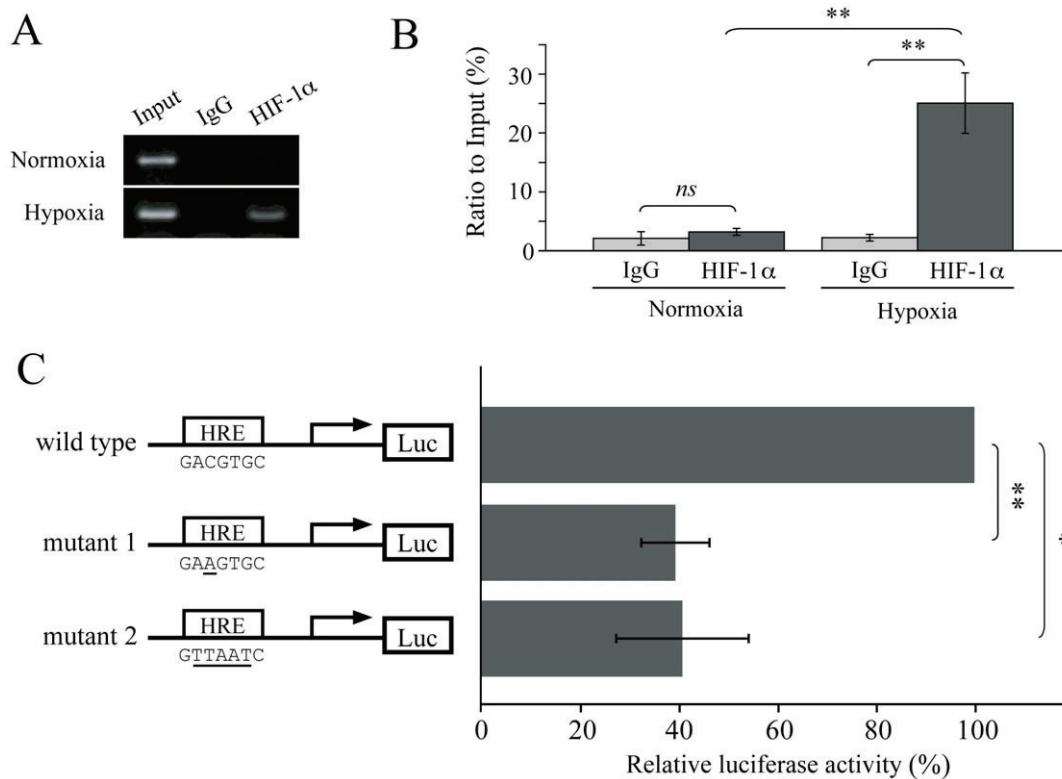 A
Input IgG HIF-1α
Normoxia
Hypoxia
B
**
**
ns
Ratio to Input (%)
30
20
10
0
IgG HIF-1α IgG HIF-1α
Normoxia Hypoxia
C
wild type HRE Luc
GACGTGC
mutant 1 HRE Luc
GAAGTGC
mutant 2 HRE Luc
GTTAATC
**
*
0 20 40 60 80 100
Relative luciferase activity (%)